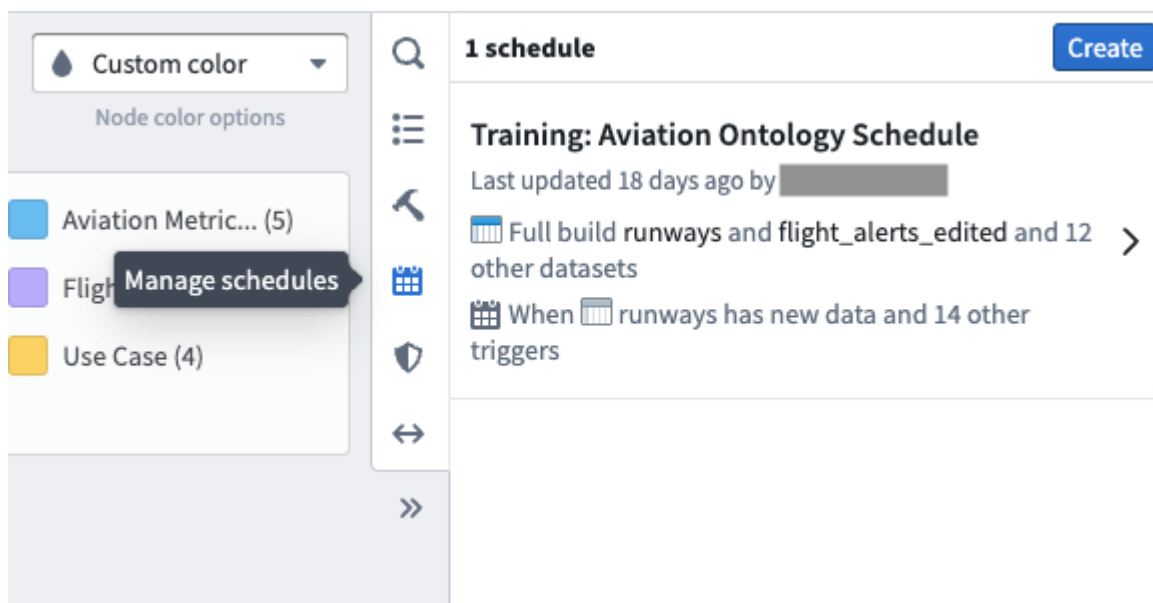 Custom color
Node color options
Aviation Metric... (5)
Manage schedules
Use Case (4)
1 schedule
Create
Training: Aviation Ontology Schedule
Last updated 18 days ago by
Full build runways and flight_alerts_edited and 12
other datasets
When runways has new data and 14 other
triggers